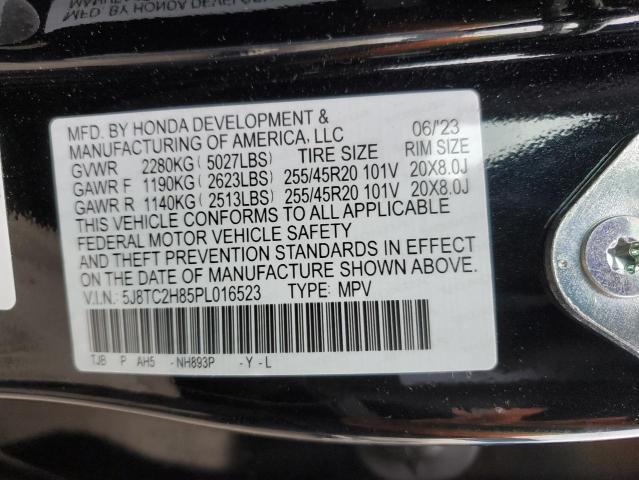 MFD. BY HONDA DEVELOPMENT &
MANUFACTURING OF AMERICA, LLC 06/'23
GVWR 2280KG (5027LBS) TIRE SIZE RIM SIZE
GAWR F 1190KG (2623LBS) 255/45R20 101V 20X8.0J
GAWR R 1140KG (2513LBS) 255/45R20 101V 20X8.0J
THIS VEHICLE CONFORMS TO ALL APPLICABLE
FEDERAL MOTOR VEHICLE SAFETY
AND THEFT PREVENTION STANDARDS IN EFFECT
ON THE DATE OF MANUFACTURE SHOWN ABOVE.
V.I.N.: 5J8TC2H85PL016523 TYPE: MPV
TJB P AH5 -NH893P -Y-L